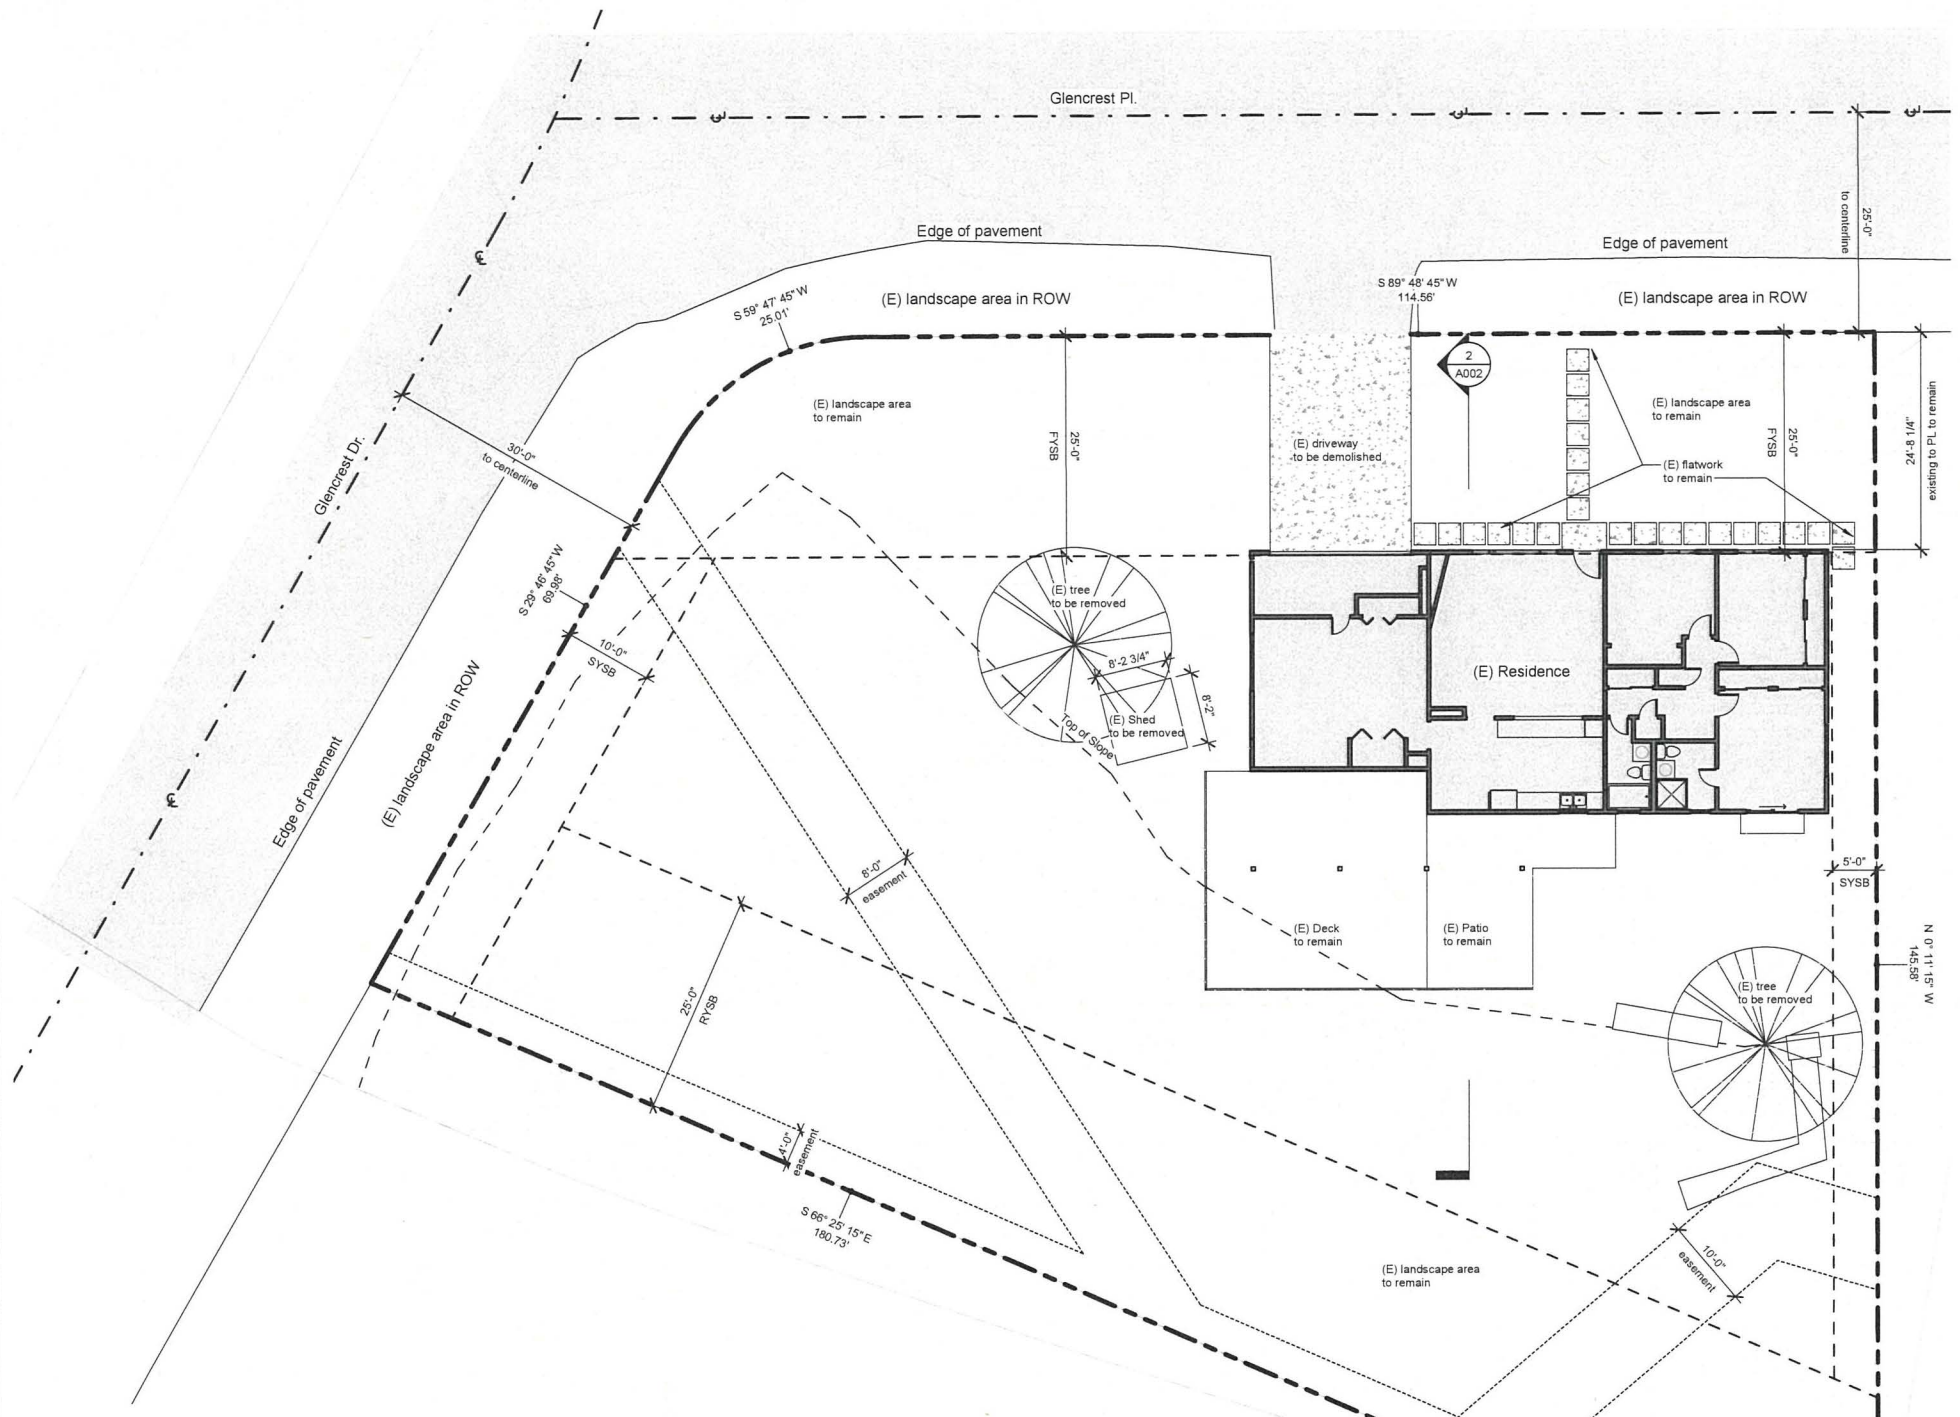 Glencrest Pl.
25'-0"
to centerline
Edge of pavement
Edge of pavement
S 59° 47' 45" W
25.01'
(E) landscape area in ROW
S 89° 48' 45" W
114.56'
(E) landscape area in ROW
2
A002
(E) landscape area
to remain
(E) landscape area
to remain
25'-0"
FYSB
25'-0"
FYSB
24'-8 1/4"
existing to PL to remain
(E) driveway
to be demolished
(E) flatwork
to remain
Glencrest Dr.
30'-0"
to centerline
S 29° 46' 45" W
69.98'
10'-0"
SYSB
(E) tree
to be removed
8'-2 3/4"
8'-2"
(E) Shed
to be removed
Top of Slope
(E) Residence
(E) landscape area in ROW
Edge of pavement
8'-0"
easement
5'-0"
SYSB
(E) Deck
to remain
(E) Patio
to remain
N 0° 11' 15" W
145.58'
25'-0"
RYSB
(E) tree
to be removed
4'-0"
easement
S 66° 25' 15" E
180.73'
10'-0"
easement
(E) landscape area
to remain